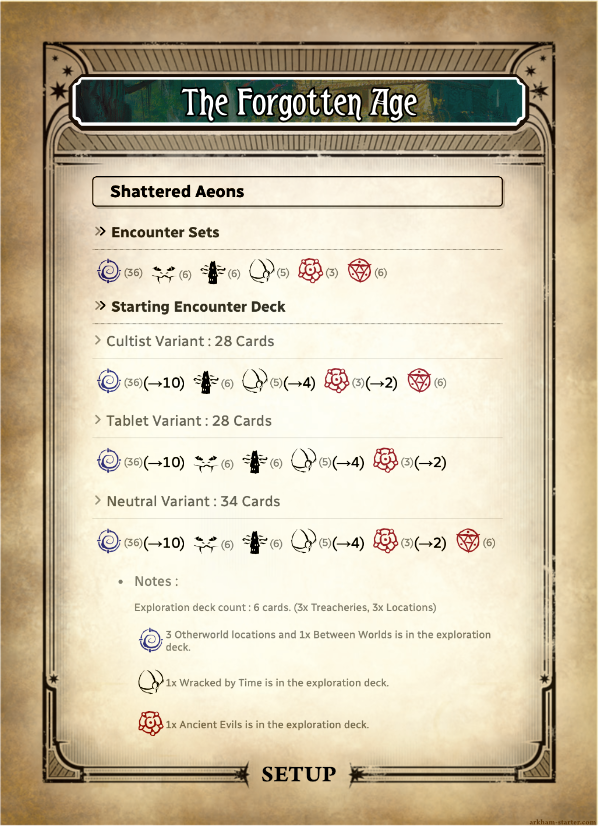 The Forgotten Age
Shattered Aeons
» Encounter Sets
(36) (6) (6) (5) (3) (6)
» Starting Encounter Deck
> Cultist Variant : 28 Cards
(36)(→10) (6) (5)(→4) (3)(→2) (6)
> Tablet Variant : 28 Cards
(36)(→10) (6) (6) (5)(→4) (3)(→2)
> Neutral Variant : 34 Cards
(36)(→10) (6) (6) (5)(→4) (3)(→2) (6)
• Notes :
Exploration deck count : 6 cards. (3x Treacheries, 3x Locations)
3 Otherworld locations and 1x Between Worlds is in the exploration
deck.
1x Wracked by Time is in the exploration deck.
1x Ancient Evils is in the exploration deck.
SETUP
arkham-starter.com